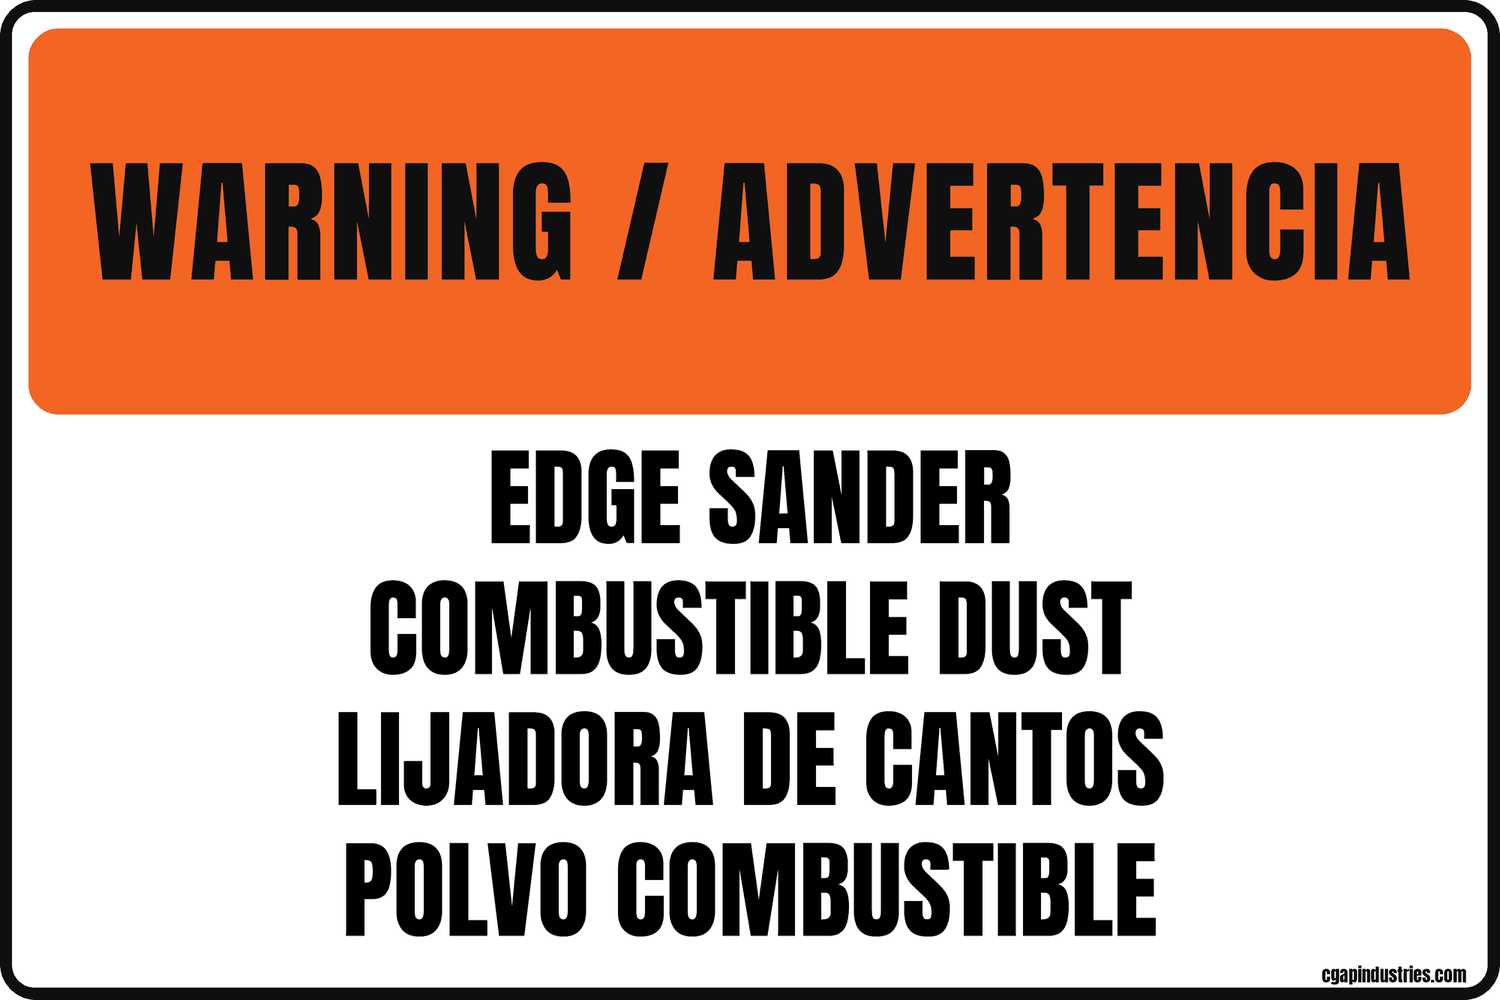 WARNING / ADVERTENCIA
EDGE SANDER
COMBUSTIBLE DUST
LIJADORA DE CANTOS
POLVO COMBUSTIBLE
cgapindustries.com